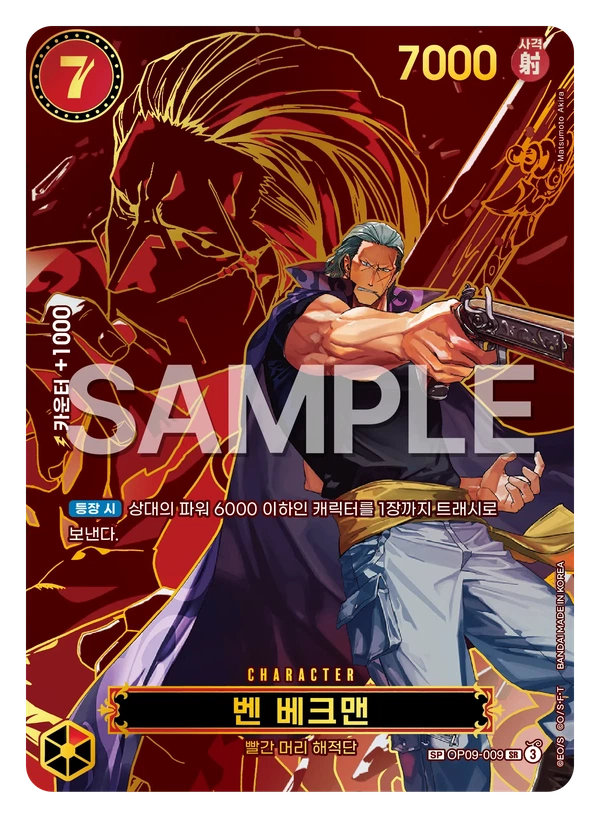 7
7000
사격
射
Matsumoto Akira
카운터 +1000
SAMPLE
등장 시 상대의 파워 6000 이하인 캐릭터를 1장까지 트래시로
보낸다.
CHARACTER
벤 베크맨
빨간 머리 해적단
SP OP09-009 SR 3
©EO/S ©O/S·F·T BANDAI MADE IN KOREA